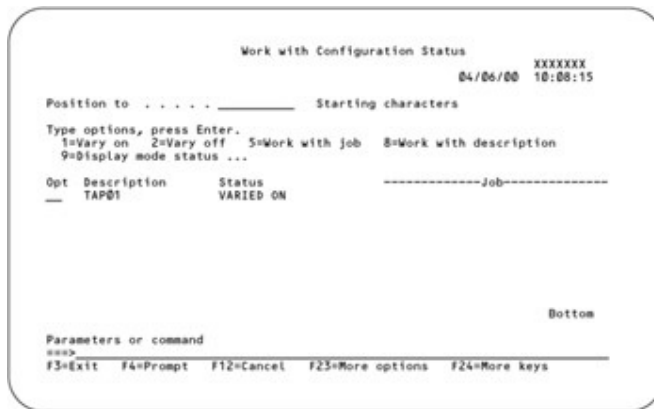 Work with Configuration Status
XXXXXXX
04/06/00 10:08:15
Position to . . . . . __________ Starting characters
Type options, press Enter.
1=Vary on 2=Vary off 5=Work with job 8=Work with description
9=Display mode status ...
Opt Description Status -------------Job--------------
__ TAP01 VARIED ON
Bottom
Parameters or command
===>
F3=Exit F4=Prompt F12=Cancel F23=More options F24=More keys